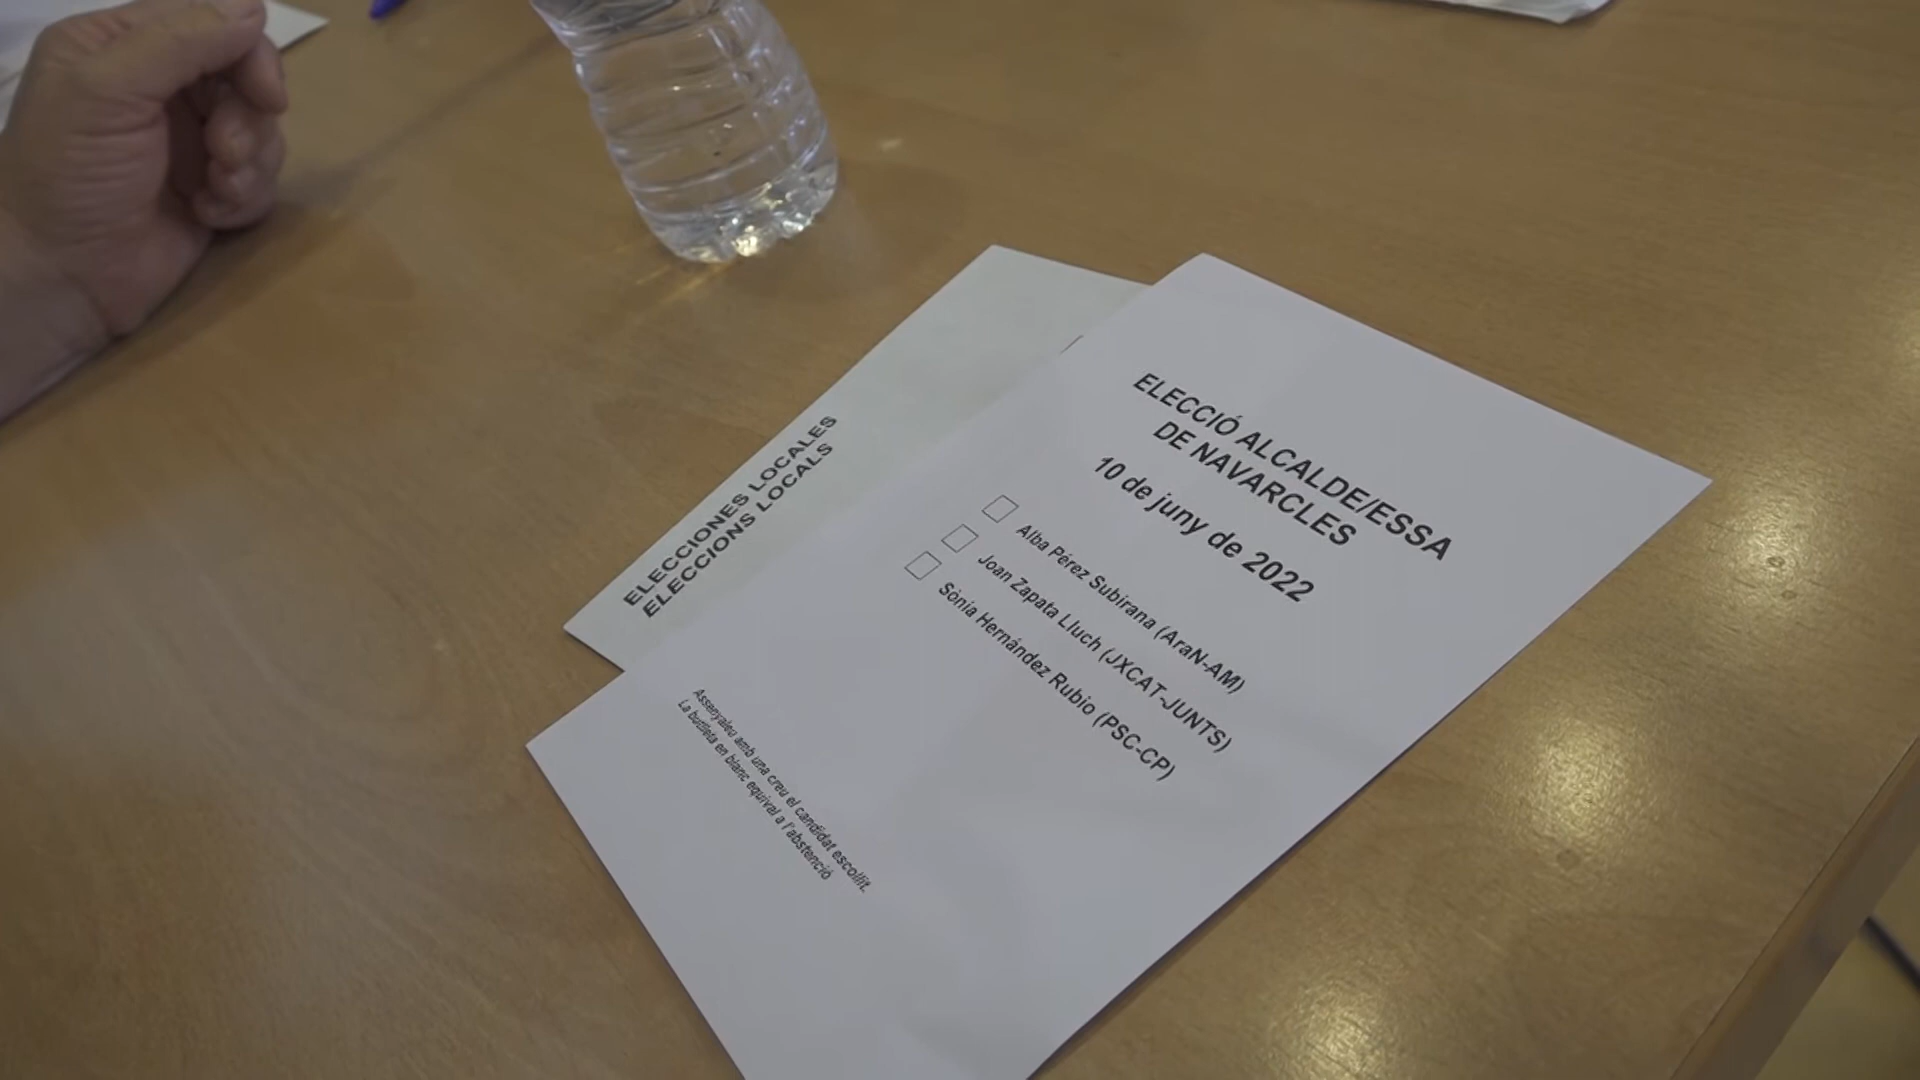 ELECCIONES LOCALES
ELECCIONS LOCALS
ELECCIÓ ALCALDE/ESSA
DE NAVARCLES
10 de juny de 2022
Alba Pérez Subirana (AraN-AM)
Joan Zapata Lluch (JXCAT-JUNTS)
Sònia Hernández Rubio (PSC-CP)
Assenyaleu amb una creu el candidat escollit.
La butlleta en blanc equival a l'abstenció